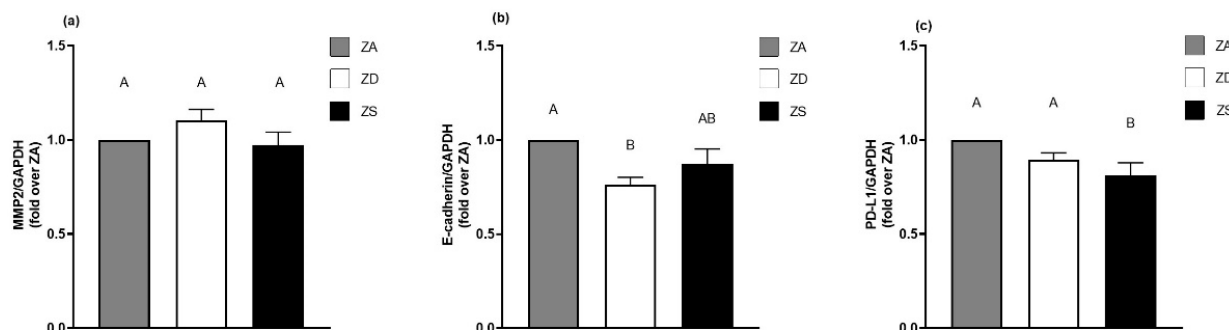 (a)
MMP2/GAPDH
(fold over ZA)
1.5
1.0
0.5
0.0
A
A
A
ZA
ZD
ZS
(b)
E-cadherin/GAPDH
(fold over ZA)
1.5
1.0
0.5
0.0
A
B
AB
ZA
ZD
ZS
(c)
PD-L1/GAPDH
(fold over ZA)
1.5
1.0
0.5
0.0
A
A
B
ZA
ZD
ZS